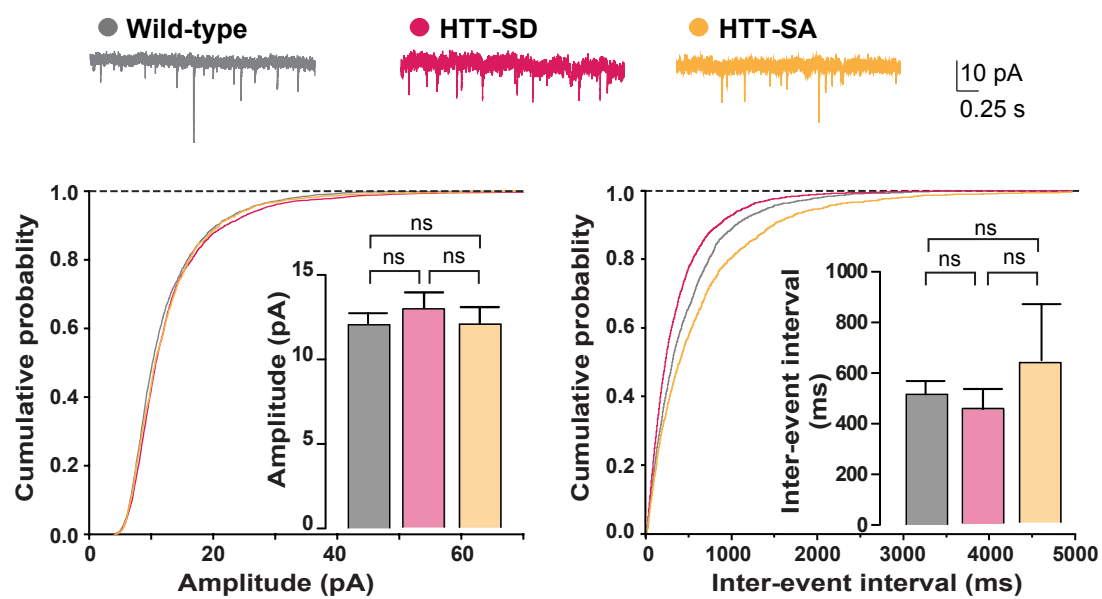 Wild-type
HTT-SD
HTT-SA
10 pA
0.25 s
Cumulative probablity
1.0
0.8
0.6
0.4
0.2
0.0
0
20
40
60
Amplitude (pA)
Amplitude (pA)
15
10
5
0
ns
ns
ns
Cumulative probablity
1.0
0.8
0.6
0.4
0.2
0.0
0
1000
2000
3000
4000
5000
Inter-event interval (ms)
Inter-event interval
(ms)
1000
800
600
400
200
0
ns
ns
ns